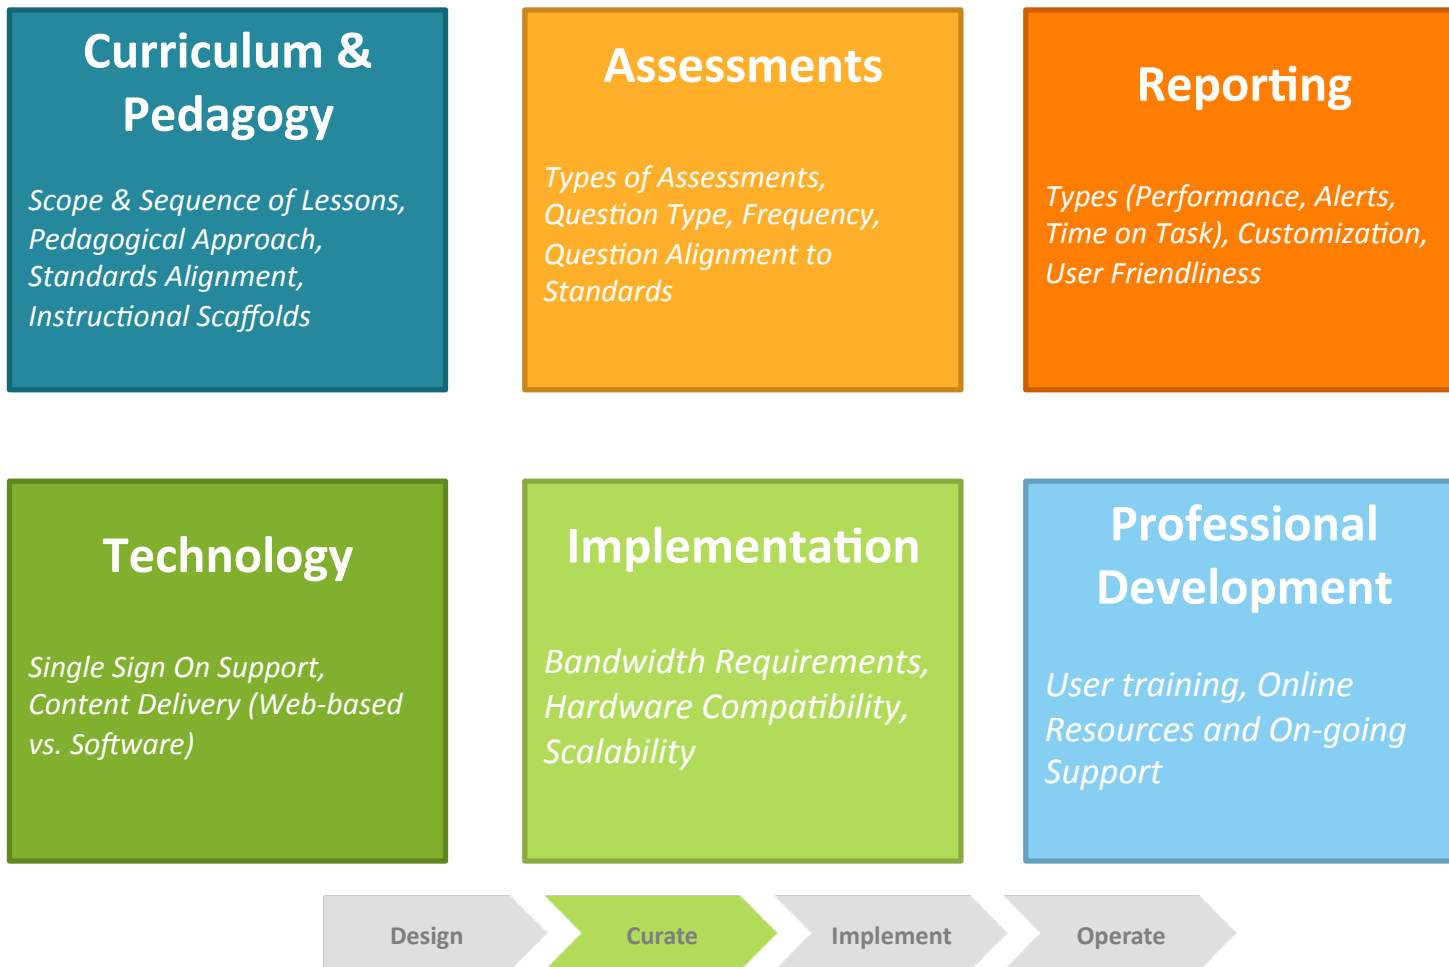 Curriculum &
Pedagogy
Scope & Sequence of Lessons,
Pedagogical Approach,
Standards Alignment,
Instructional Scaffolds
Assessments
Types of Assessments,
Question Type, Frequency,
Question Alignment to
Standards
Reporting
Types (Performance, Alerts,
Time on Task), Customization,
User Friendliness
Technology
Single Sign On Support,
Content Delivery (Web-based
vs. Software)
Implementation
Bandwidth Requirements,
Hardware Compatibility,
Scalability
Professional
Development
User training, Online
Resources and On-going
Support
Design
Curate
Implement
Operate